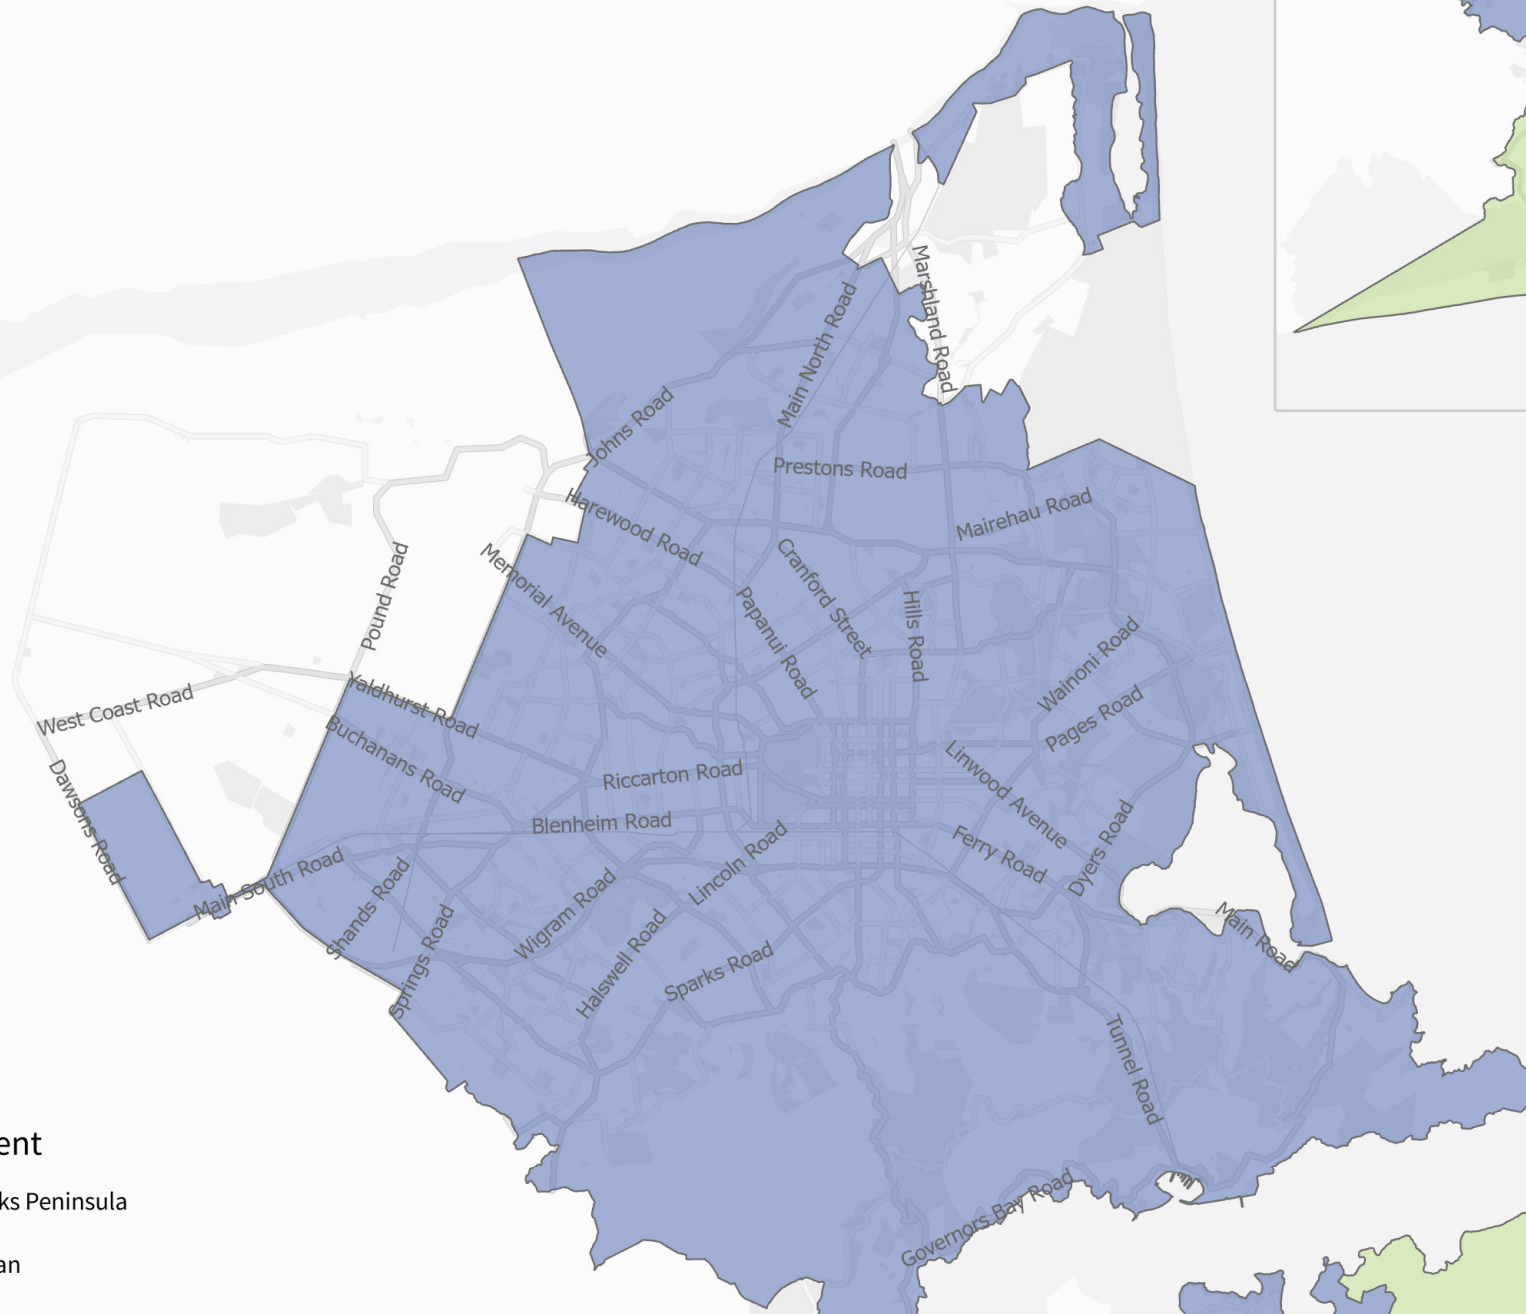 Marshland Road
Main North Road
Johns Road
Prestons Road
Harewood Road
Mairehau Road
Memorial Avenue
Cranford Street
Pound Road
Papanui Road
Hills Road
Wainoni Road
Yaldhurst Road
West Coast Road
Pages Road
Buchanans Road
Linwood Avenue
Riccarton Road
Dawsons Road
Blenheim Road
Dyers Road
Ferry Road
Lincoln Road
Main South Road
Shands Road
Wigram Road
Springs Road
Halswell Road
Sparks Road
Main Road
Tunnel Road
ent
ks Peninsula
Governors Bay Road
an